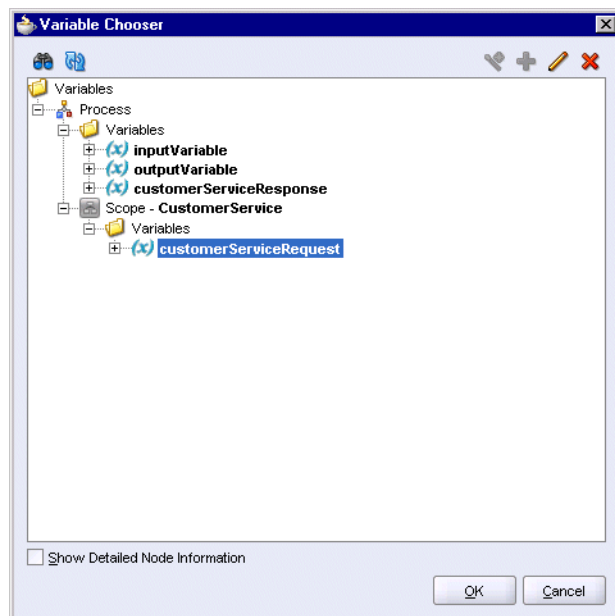 Variable Chooser
Variables
Process
Variables
(x) inputVariable
(x) outputVariable
(x) customerServiceResponse
Scope - CustomerService
Variables
(x) customerServiceRequest
Show Detailed Node Information
OK Cancel